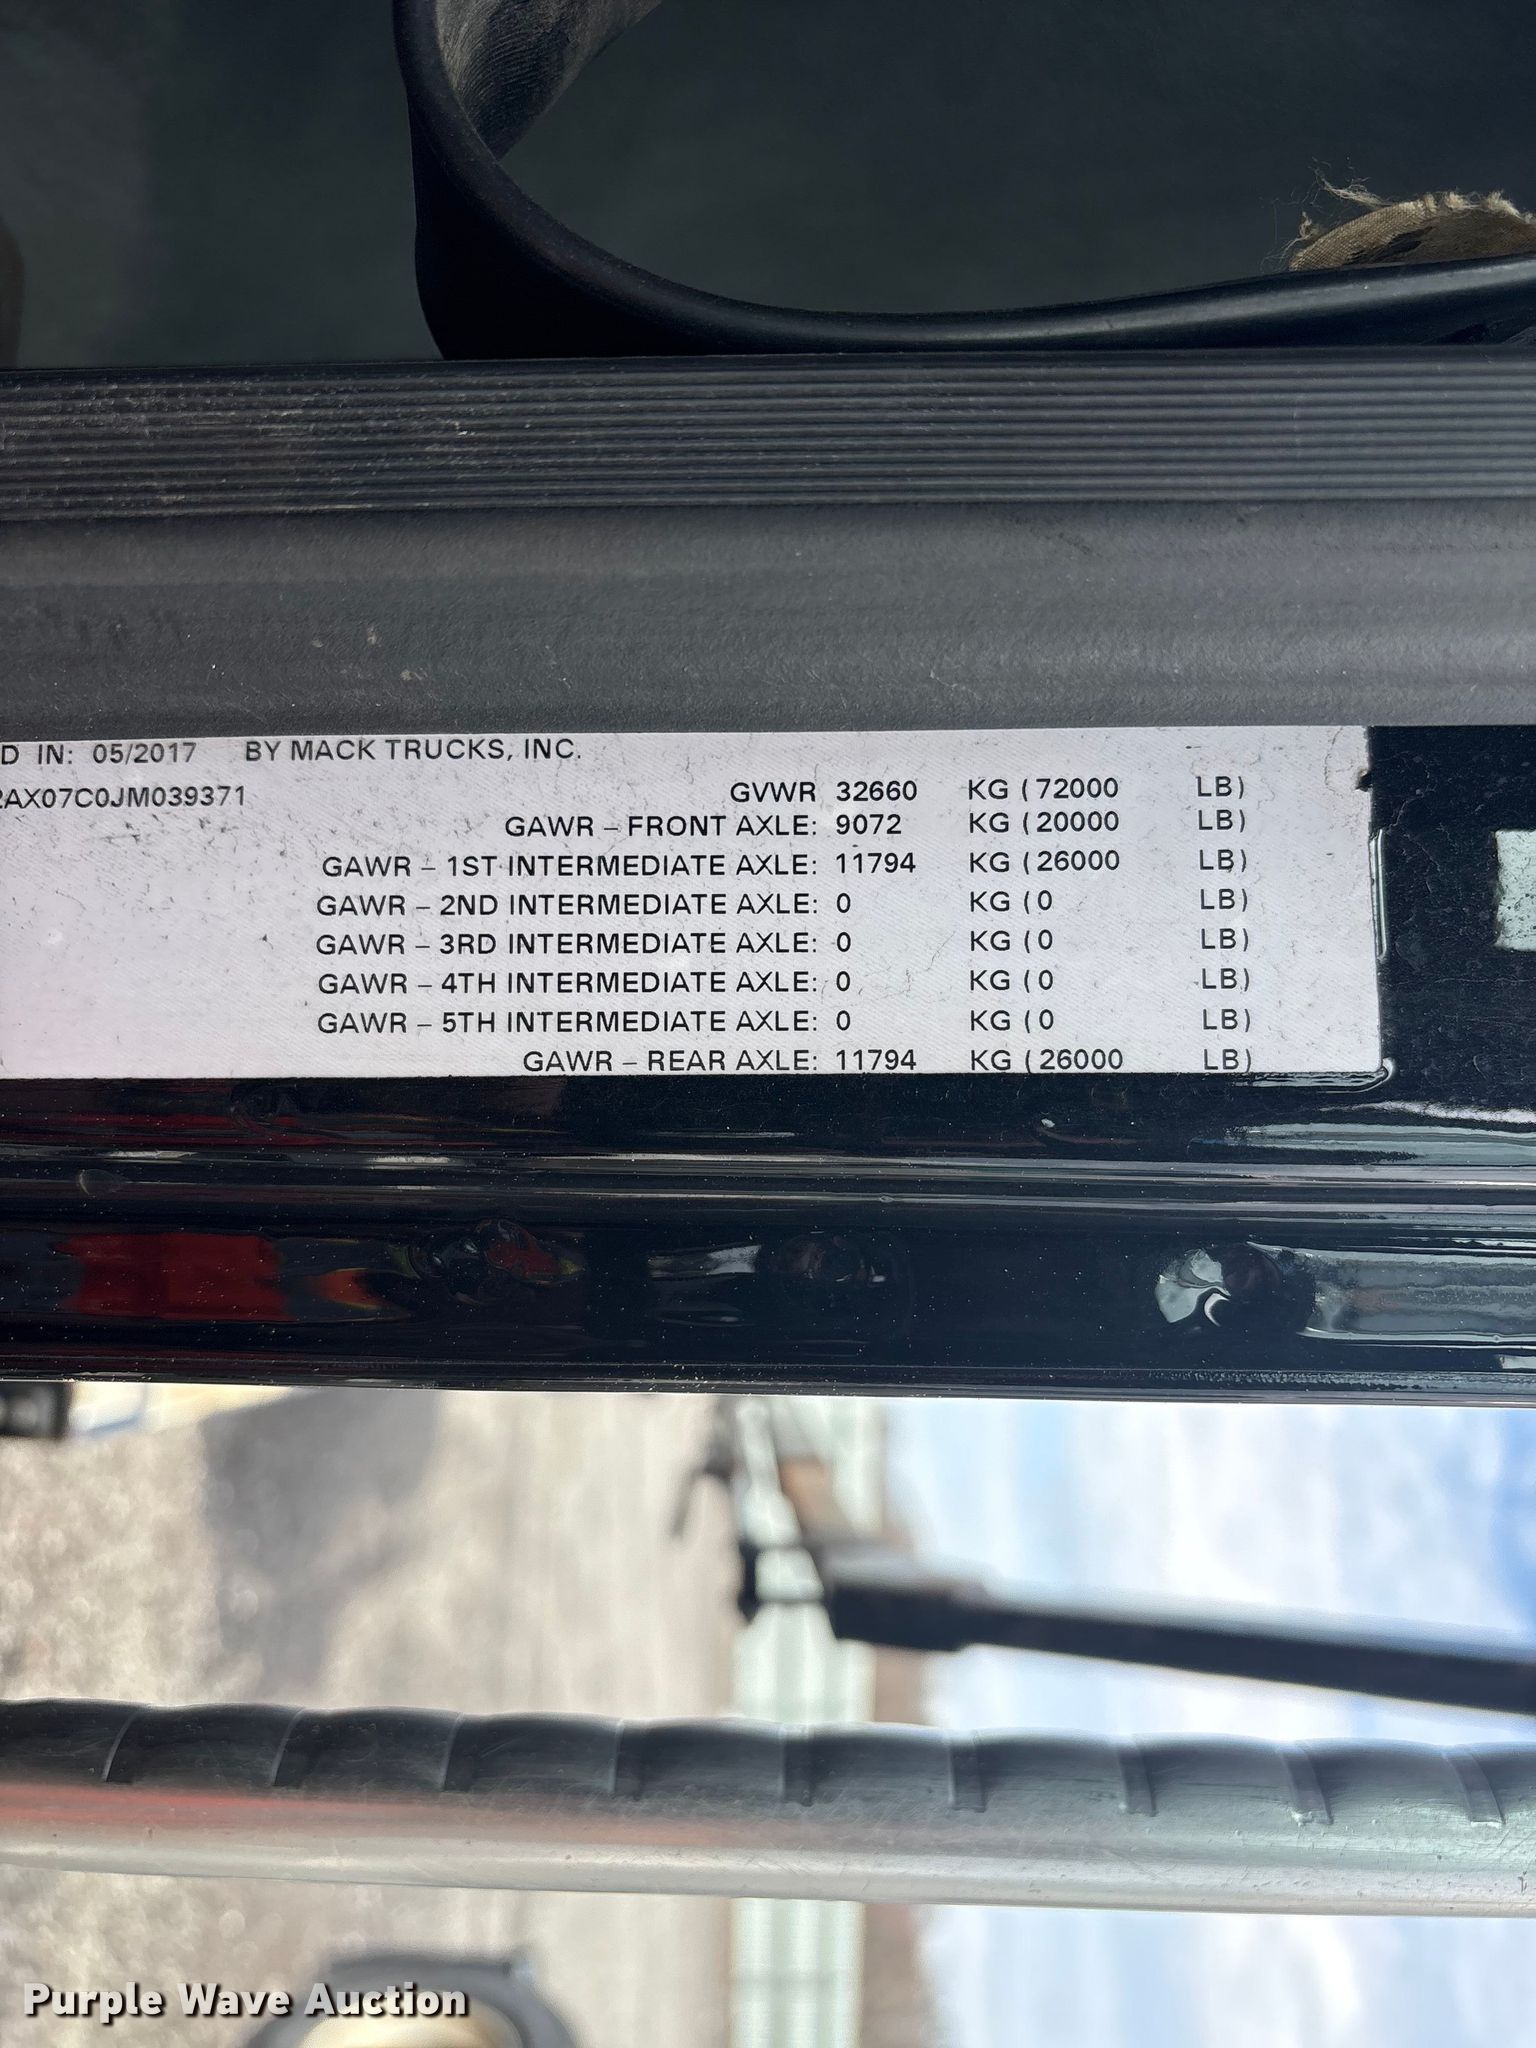 D IN: 05/2017 BY MACK TRUCKS, INC.
2AX07C0JM039371
GVWR 32660 KG (72000 LB)
GAWR – FRONT AXLE: 9072 KG (20000 LB)
GAWR – 1ST INTERMEDIATE AXLE: 11794 KG (26000 LB)
GAWR – 2ND INTERMEDIATE AXLE: 0 KG (0 LB)
GAWR – 3RD INTERMEDIATE AXLE: 0 KG (0 LB)
GAWR – 4TH INTERMEDIATE AXLE: 0 KG (0 LB)
GAWR – 5TH INTERMEDIATE AXLE: 0 KG (0 LB)
GAWR – REAR AXLE: 11794 KG (26000 LB)
Purple Wave Auction